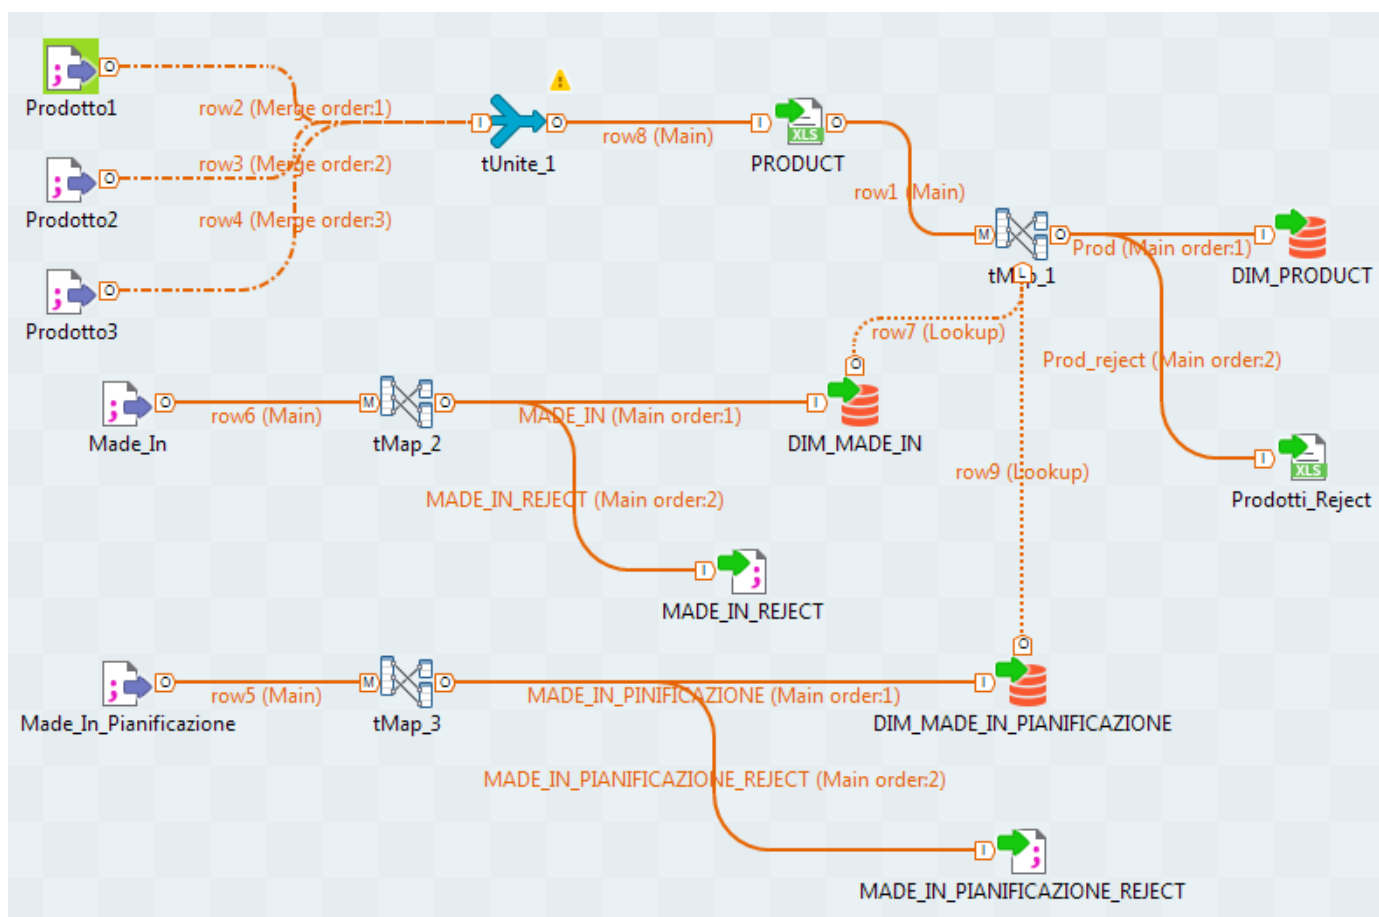 Prodotto1
row2 (Merge order:1)
tUnite_1
row8 (Main)
XLS
PRODUCT
row3 (Merge order:2)
row1 (Main)
Prodotto2
row4 (Merge order:3)
Prod (Main order:1)
tMap_1
DIM_PRODUCT
Prodotto3
row7 (Lookup)
Prod_reject (Main order:2)
Made_In
row6 (Main)
tMap_2
MADE_IN (Main order:1)
DIM_MADE_IN
row9 (Lookup)
XLS
Prodotti_Reject
MADE_IN_REJECT (Main order:2)
MADE_IN_REJECT
Made_In_Pianificazione
row5 (Main)
tMap_3
MADE_IN_PINIFICAZIONE (Main order:1)
DIM_MADE_IN_PIANIFICAZIONE
MADE_IN_PIANIFICAZIONE_REJECT (Main order:2)
MADE_IN_PIANIFICAZIONE_REJECT